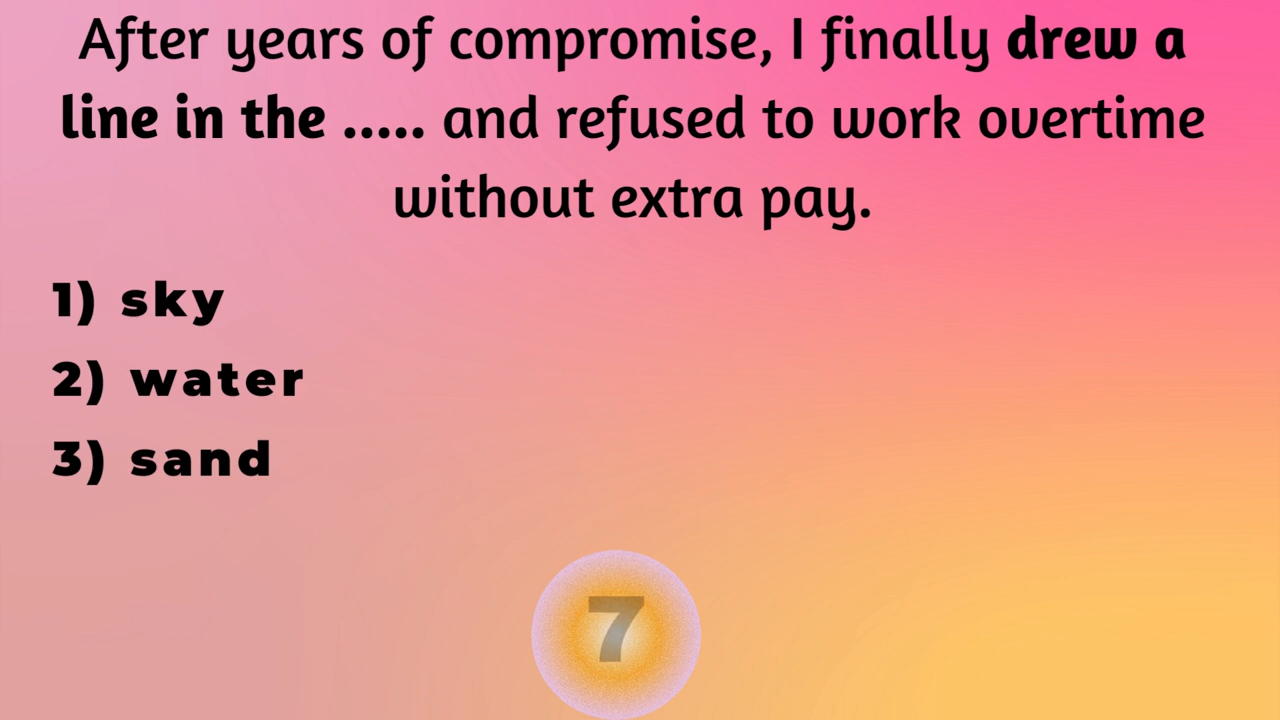 After years of compromise, I finally drew a
line in the ..... and refused to work overtime
without extra pay.
1) sky
2) water
3) sand
7